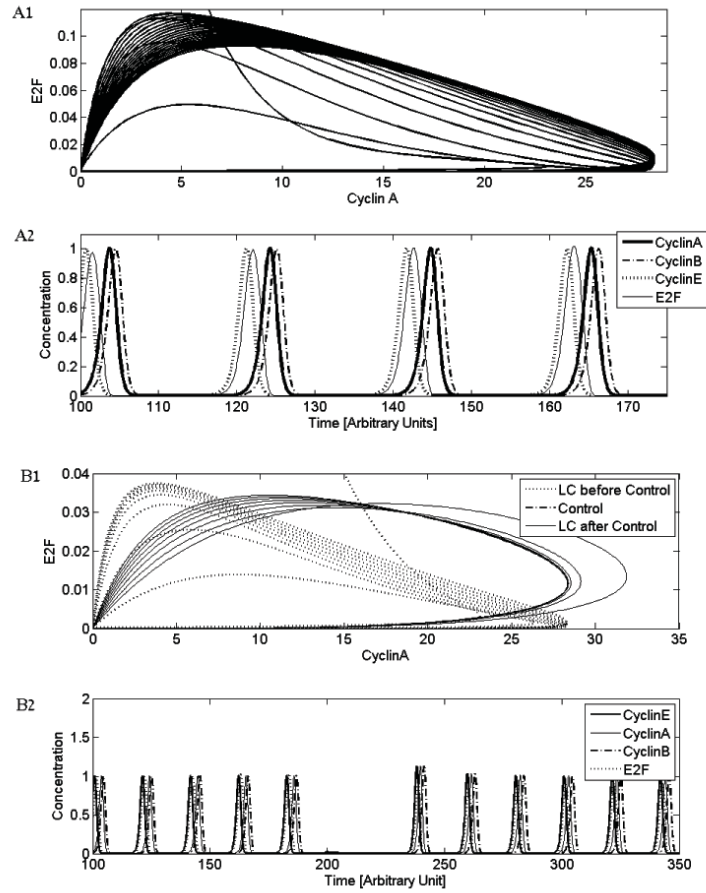 A1
0.1
0.08
0.06
0.04
0.02
0
E2F
0 5 10 15 20 25
Cyclin A
A2
1
0.8
0.6
0.4
0.2
0
Concentration
CyclinA
CyclinB
CyclinE
E2F
100 110 120 130 140 150 160 170
Time [Arbitrary Units]
B1
0.04
0.03
0.02
0.01
0
E2F
LC before Control
Control
LC after Control
0 5 10 15 20 25 30 35
CyclinA
B2
2
1.5
1
0.5
0
Concentration
CyclinE
CyclinA
CyclinB
E2F
100 150 200 250 300 350
Time [Arbitrary Unit]